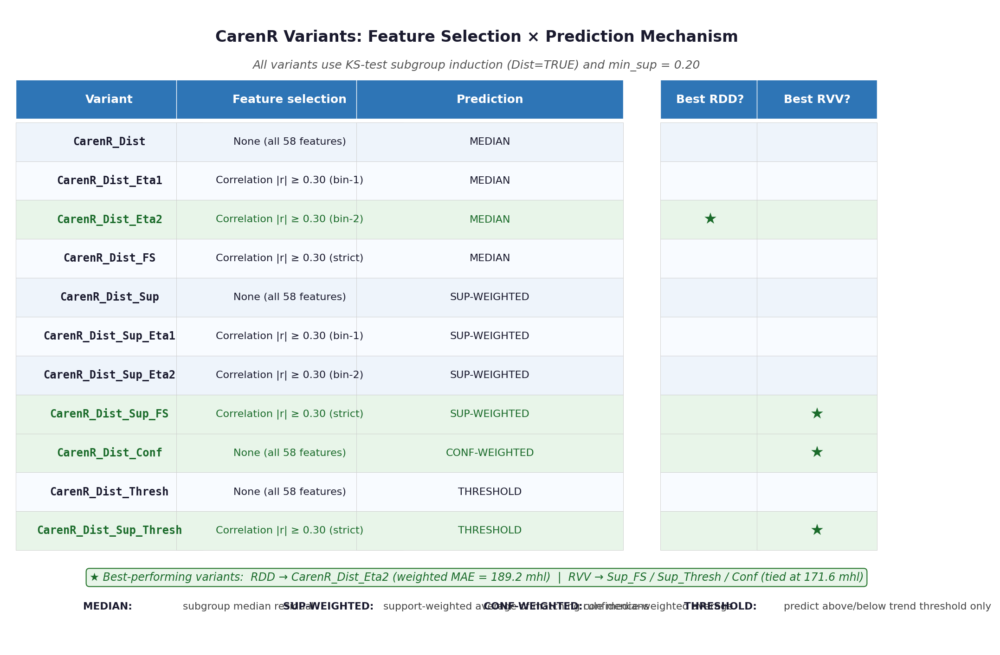 CarenR Variants: Feature Selection × Prediction Mechanism
All variants use KS-test subgroup induction (Dist=TRUE) and min_sup = 0.20
Variant Feature selection Prediction Best RDD? Best RVV?
CarenR_Dist None (all 58 features) MEDIAN
CarenR_Dist_Eta1 Correlation |r| ≥ 0.30 (bin-1) MEDIAN
CarenR_Dist_Eta2 Correlation |r| ≥ 0.30 (bin-2) MEDIAN ★
CarenR_Dist_FS Correlation |r| ≥ 0.30 (strict) MEDIAN
CarenR_Dist_Sup None (all 58 features) SUP-WEIGHTED
CarenR_Dist_Sup_Eta1 Correlation |r| ≥ 0.30 (bin-1) SUP-WEIGHTED
CarenR_Dist_Sup_Eta2 Correlation |r| ≥ 0.30 (bin-2) SUP-WEIGHTED
CarenR_Dist_Sup_FS Correlation |r| ≥ 0.30 (strict) SUP-WEIGHTED ★
CarenR_Dist_Conf None (all 58 features) CONF-WEIGHTED ★
CarenR_Dist_Thresh None (all 58 features) THRESHOLD
CarenR_Dist_Sup_Thresh Correlation |r| ≥ 0.30 (strict) THRESHOLD ★
★ Best-performing variants: RDD → CarenR_Dist_Eta2 (weighted MAE = 189.2 mhl) | RVV → Sup_FS / Sup_Thresh / Conf (tied at 171.6 mhl)
MEDIAN: subgroup median residual SUP-WEIGHTED: support-weighted average of matching rule medians CONF-WEIGHTED: confidence-weighted average THRESHOLD: predict above/below trend threshold only